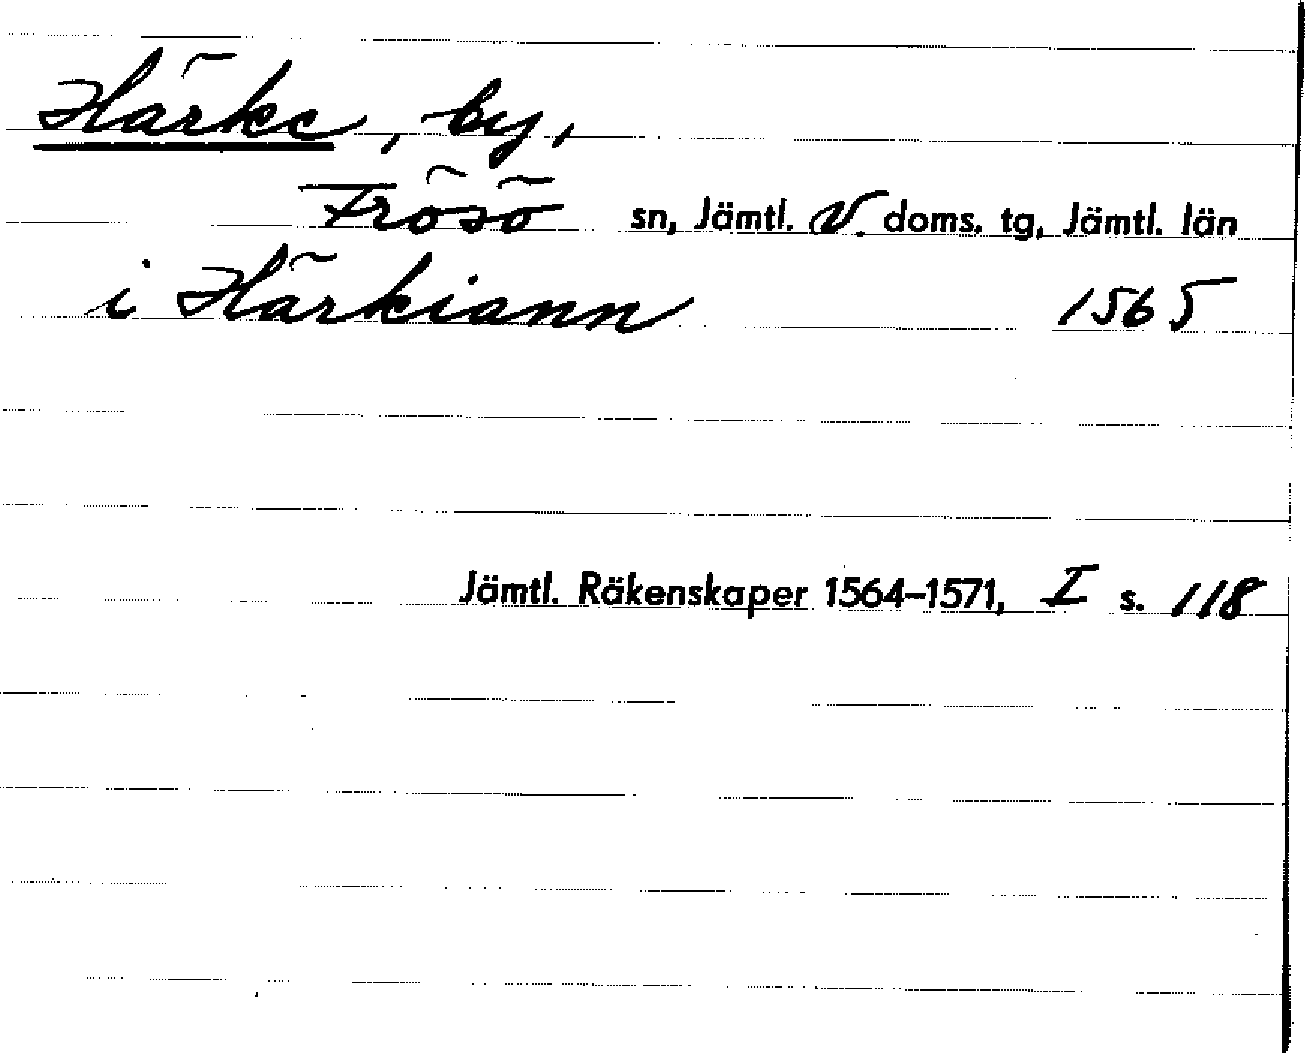 Härke, by,
Frösö sn, Jämtl. V. doms. tg, Jämtl. län
i Härkiann 1565
Jämtl. Räkenskaper 1564–1571, I s. 118